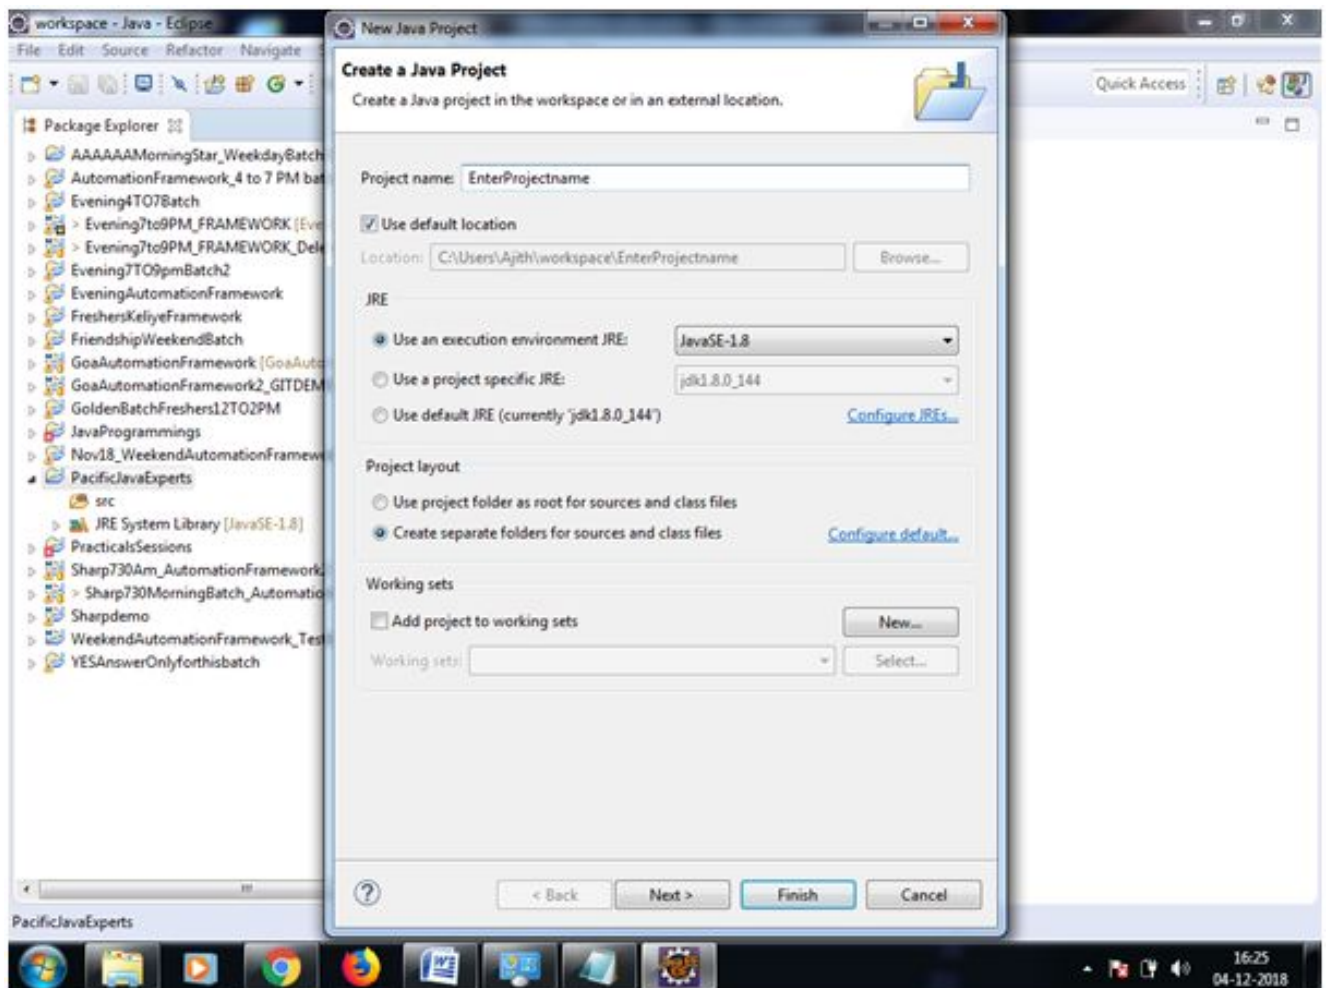 workspace - Java - Eclipse
File Edit Source Refactor Navigate
Quick Access
Package Explorer
AAAAAAMorningStar_WeekdayBatch
AutomationFramework_4 to 7 PM bat
Evening4TO7Batch
> Evening7to9PM_FRAMEWORK [Eve
> Evening7to9PM_FRAMEWORK_Dele
Evening7TO9pmBatch2
EveningAutomationFramework
FreshersKeliyeFramework
FriendshipWeekendBatch
GoaAutomationFramework [GoaAuto
GoaAutomationFramework2_GITDEM
GoldenBatchFreshers12TO2PM
JavaProgrammings
Nov18_WeekendAutomationFramew
PacificJavaExperts
src
JRE System Library [JavaSE-1.8]
PracticalsSessions
Sharp730Am_AutomationFramework
> Sharp730MorningBatch_Automatio
Sharpdemo
WeekendAutomationFramework_Test
YESAnswerOnlyforthisbatch
PacificJavaExperts
New Java Project
Create a Java Project
Create a Java project in the workspace or in an external location.
Project name: EnterProjectname
Use default location
Location: C:\Users\Ajith\workspace\EnterProjectname Browse...
JRE
Use an execution environment JRE: JavaSE-1.8
Use a project specific JRE: jdk1.8.0_144
Use default JRE (currently 'jdk1.8.0_144') Configure JREs...
Project layout
Use project folder as root for sources and class files
Create separate folders for sources and class files Configure default...
Working sets
Add project to working sets New...
Working sets: Select...
? < Back Next > Finish Cancel
16:25
04-12-2018